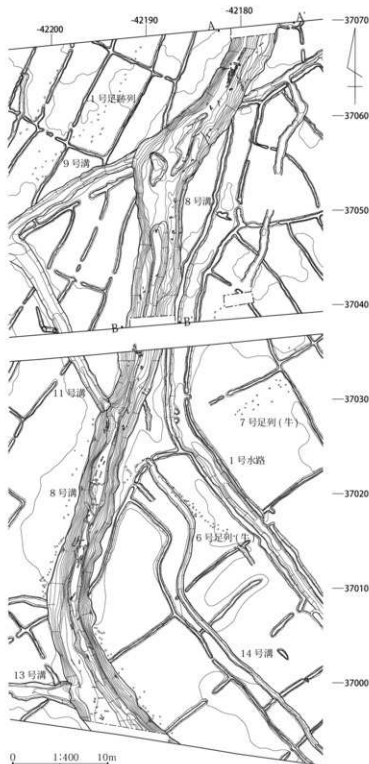 -42200
-42190
-42180
A
A'
37070
11号足跡列
37060
9号溝
8号溝
37050
37040
B
B'
11号溝
37030
7号足列(牛)
1号水路
8号溝
37020
6号足列(牛)
37010
14号溝
13号溝
37000
0 1:400 10m